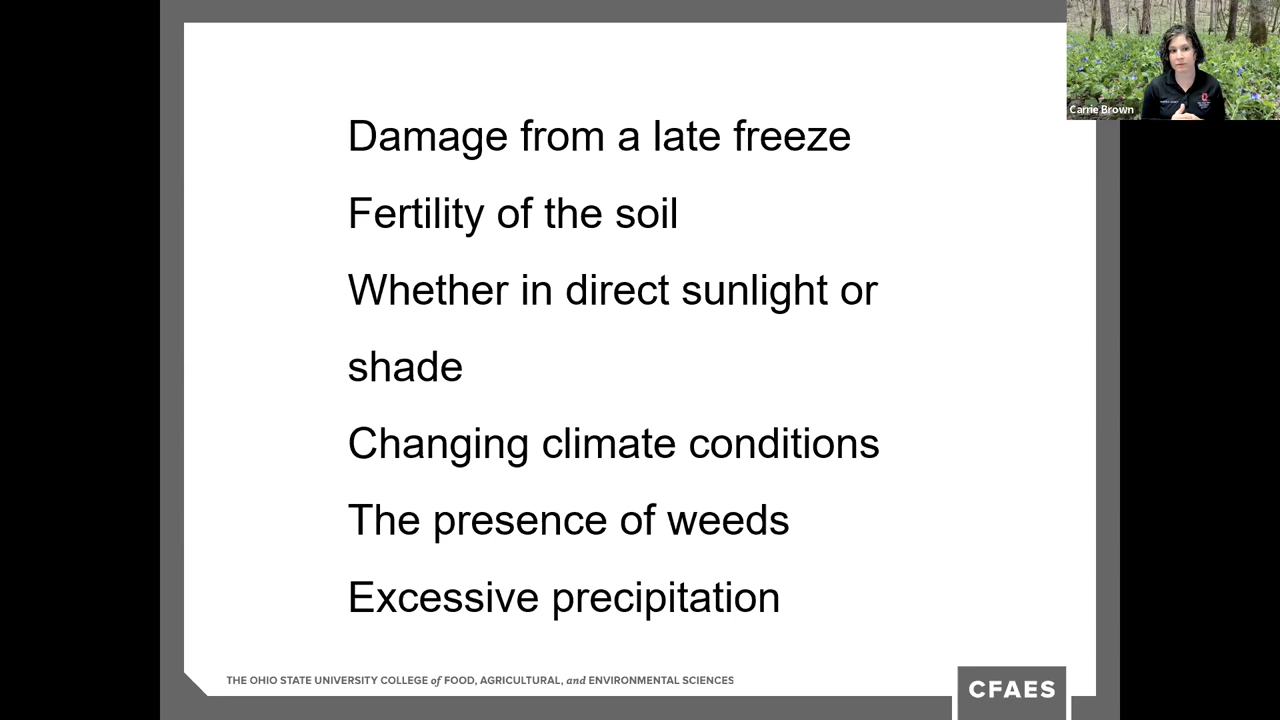 Carrie Brown
Damage from a late freeze
Fertility of the soil
Whether in direct sunlight or
shade
Changing climate conditions
The presence of weeds
Excessive precipitation
THE OHIO STATE UNIVERSITY COLLEGE of FOOD, AGRICULTURAL, and ENVIRONMENTAL SCIENCES
CFAES